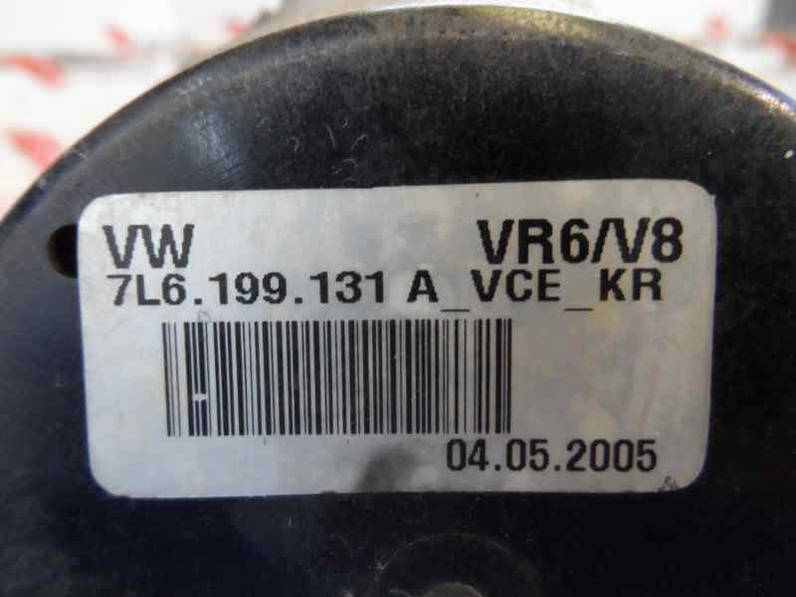 VW VR6/V8
7L6.199.131 A_VCE_KR
04.05.2005